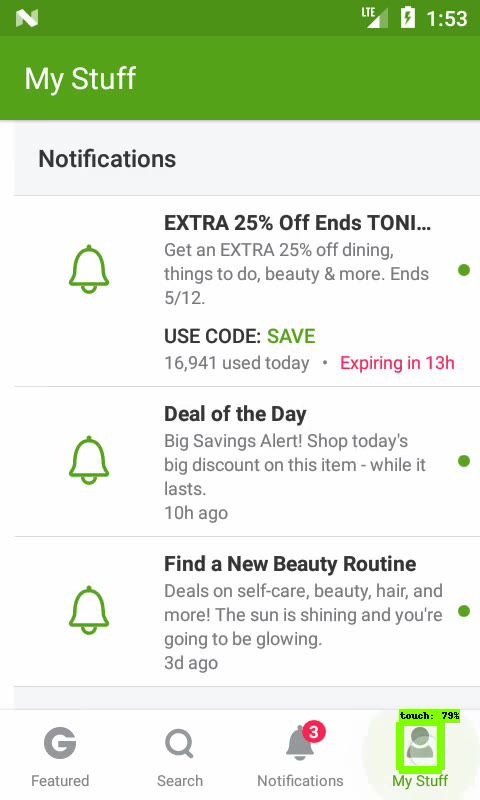 LTE 1:53
My Stuff
Notifications
EXTRA 25% Off Ends TONI...
Get an EXTRA 25% off dining,
things to do, beauty & more. Ends
5/12.
USE CODE: SAVE
16,941 used today • Expiring in 13h
Deal of the Day
Big Savings Alert! Shop today's
big discount on this item - while it
lasts.
10h ago
Find a New Beauty Routine
Deals on self-care, beauty, hair, and
more! The sun is shining and you're
going to be glowing.
3d ago
touch: 79%
G
3
Featured Search Notifications My Stuff